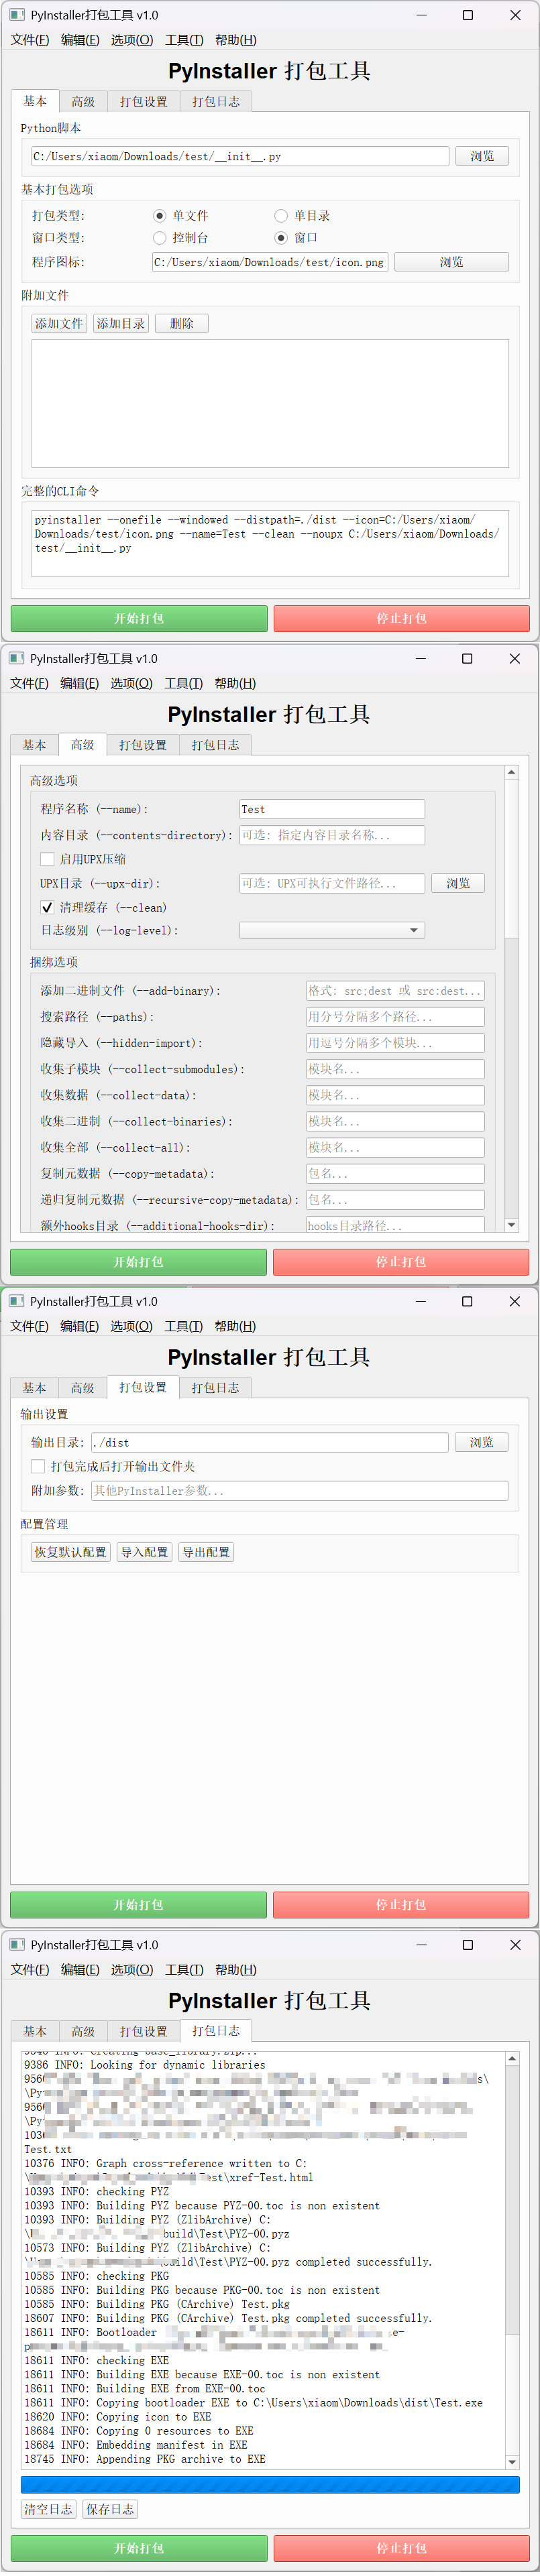 PyInstaller打包工具 v1.0
文件(F) 编辑(E) 选项(O) 工具(T) 帮助(H)
PyInstaller 打包工具
基本 高级 打包设置 打包日志
Python脚本
C:/Users/xiaom/Downloads/test/__init__.py 浏览
基本打包选项
打包类型: 单文件 单目录
窗口类型: 控制台 窗口
程序图标: C:/Users/xiaom/Downloads/test/icon.png 浏览
附加文件
添加文件 添加目录 删除
完整的CLI命令
pyinstaller --onefile --windowed --distpath=./dist --icon=C:/Users/xiaom/
Downloads/test/icon.png --name=Test --clean --noupx C:/Users/xiaom/Downloads/
test/__init__.py
开始打包 停止打包
PyInstaller打包工具 v1.0
文件(F) 编辑(E) 选项(O) 工具(T) 帮助(H)
PyInstaller 打包工具
基本 高级 打包设置 打包日志
高级选项
程序名称 (--name): Test
内容目录 (--contents-directory): 可选: 指定内容目录名称...
启用UPX压缩
UPX目录 (--upx-dir): 可选: UPX可执行文件路径... 浏览
清理缓存 (--clean)
日志级别 (--log-level):
捆绑选项
添加二进制文件 (--add-binary): 格式: src;dest 或 src:dest...
搜索路径 (--paths): 用分号分隔多个路径...
隐藏导入 (--hidden-import): 用逗号分隔多个模块...
收集子模块 (--collect-submodules): 模块名...
收集数据 (--collect-data): 模块名...
收集二进制 (--collect-binaries): 模块名...
收集全部 (--collect-all): 模块名...
复制元数据 (--copy-metadata): 包名...
递归复制元数据 (--recursive-copy-metadata): 包名...
额外hooks目录 (--additional-hooks-dir): hooks目录路径...
开始打包 停止打包
PyInstaller打包工具 v1.0
文件(F) 编辑(E) 选项(O) 工具(T) 帮助(H)
PyInstaller 打包工具
基本 高级 打包设置 打包日志
输出设置
输出目录: ./dist 浏览
打包完成后打开输出文件夹
附加参数: 其他PyInstaller参数...
配置管理
恢复默认配置 导入配置 导出配置
开始打包 停止打包
PyInstaller打包工具 v1.0
文件(F) 编辑(E) 选项(O) 工具(T) 帮助(H)
PyInstaller 打包工具
基本 高级 打包设置 打包日志
INFO: Creating base_library.zip...
9386 INFO: Looking for dynamic libraries
Test.txt
10376 INFO: Graph cross-reference written to C:
Test\xref-Test.html
10393 INFO: checking PYZ
10393 INFO: Building PYZ because PYZ-00.toc is non existent
10393 INFO: Building PYZ (ZlibArchive) C:
build\Test\PYZ-00.pyz
10573 INFO: Building PYZ (ZlibArchive) C:
build\Test\PYZ-00.pyz completed successfully.
10585 INFO: checking PKG
10585 INFO: Building PKG because PKG-00.toc is non existent
10585 INFO: Building PKG (CArchive) Test.pkg
18607 INFO: Building PKG (CArchive) Test.pkg completed successfully.
18611 INFO: Bootloader
18611 INFO: checking EXE
18611 INFO: Building EXE because EXE-00.toc is non existent
18611 INFO: Building EXE from EXE-00.toc
18611 INFO: Copying bootloader EXE to C:\Users\xiaom\Downloads\dist\Test.exe
18620 INFO: Copying icon to EXE
18684 INFO: Copying 0 resources to EXE
18684 INFO: Embedding manifest in EXE
18745 INFO: Appending PKG archive to EXE
清空日志 保存日志
开始打包 停止打包